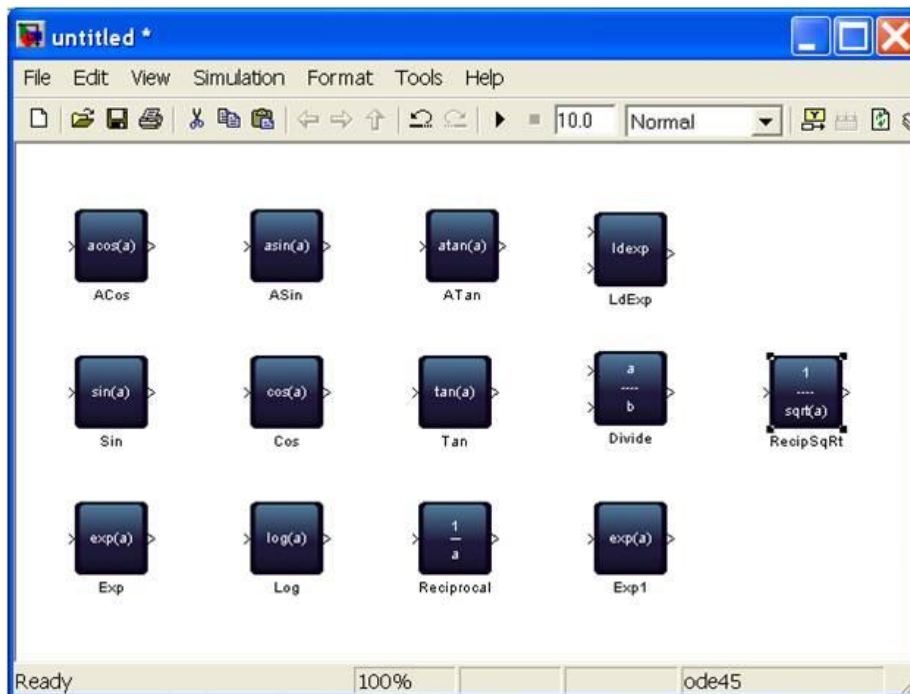 untitled *
File Edit View Simulation Format Tools Help
10.0 Normal
acos(a) asin(a) atan(a) ldexp
ACos ASin ATan LdExp
sin(a) cos(a) tan(a) a
----
b 1
----
sqrt(a)
Sin Cos Tan Divide RecipSqRt
exp(a) log(a) 1
—
a exp(a)
Exp Log Reciprocal Exp1
Ready 100% ode45